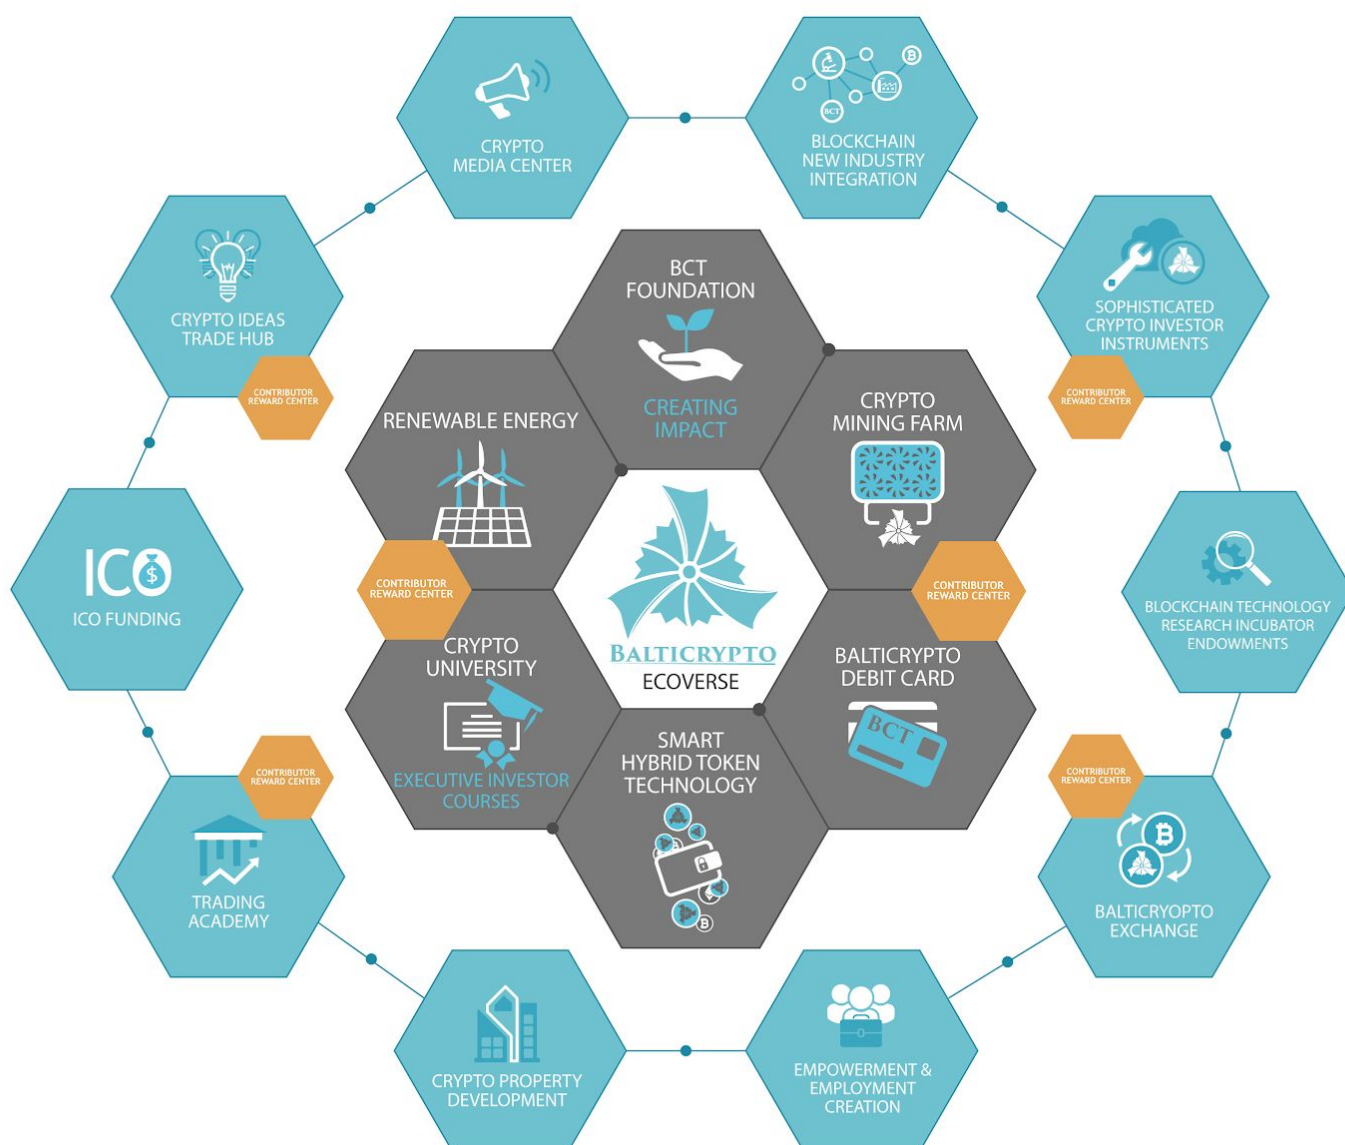 CRYPTO
MEDIA CENTER
BCT
BLOCKCHAIN
NEW INDUSTRY
INTEGRATION
CRYPTO IDEAS
TRADE HUB
CONTRIBUTOR
REWARD CENTER
SOPHISTICATED
CRYPTO INVESTOR
INSTRUMENTS
CONTRIBUTOR
REWARD CENTER
BCT
FOUNDATION
CREATING
IMPACT
RENEWABLE ENERGY
CRYPTO
MINING FARM
CONTRIBUTOR
REWARD CENTER
CONTRIBUTOR
REWARD CENTER
BALTICRYPTO
ECOVERSE
ICO
$
ICO FUNDING
BLOCKCHAIN TECHNOLOGY
RESEARCH INCUBATOR
ENDOWMENTS
CRYPTO
UNIVERSITY
EXECUTIVE INVESTOR
COURSES
BALTICRYPTO
DEBIT CARD
BCT
SMART
HYBRID TOKEN
TECHNOLOGY
CONTRIBUTOR
REWARD CENTER
TRADING
ACADEMY
CONTRIBUTOR
REWARD CENTER
BALTICRYOPTO
EXCHANGE
CRYPTO PROPERTY
DEVELOPMENT
EMPOWERMENT &
EMPLOYMENT
CREATION